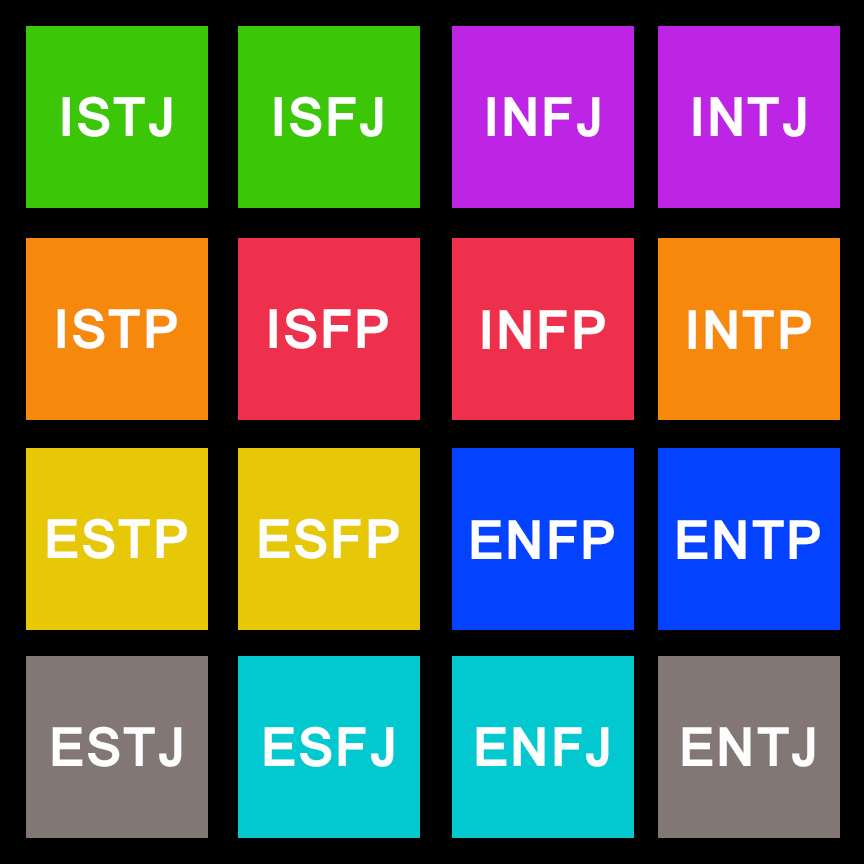 ISTJ ISFJ INFJ INTJ
ISTP ISFP INFP INTP
ESTP ESFP ENFP ENTP
ESTJ ESFJ ENFJ ENTJ